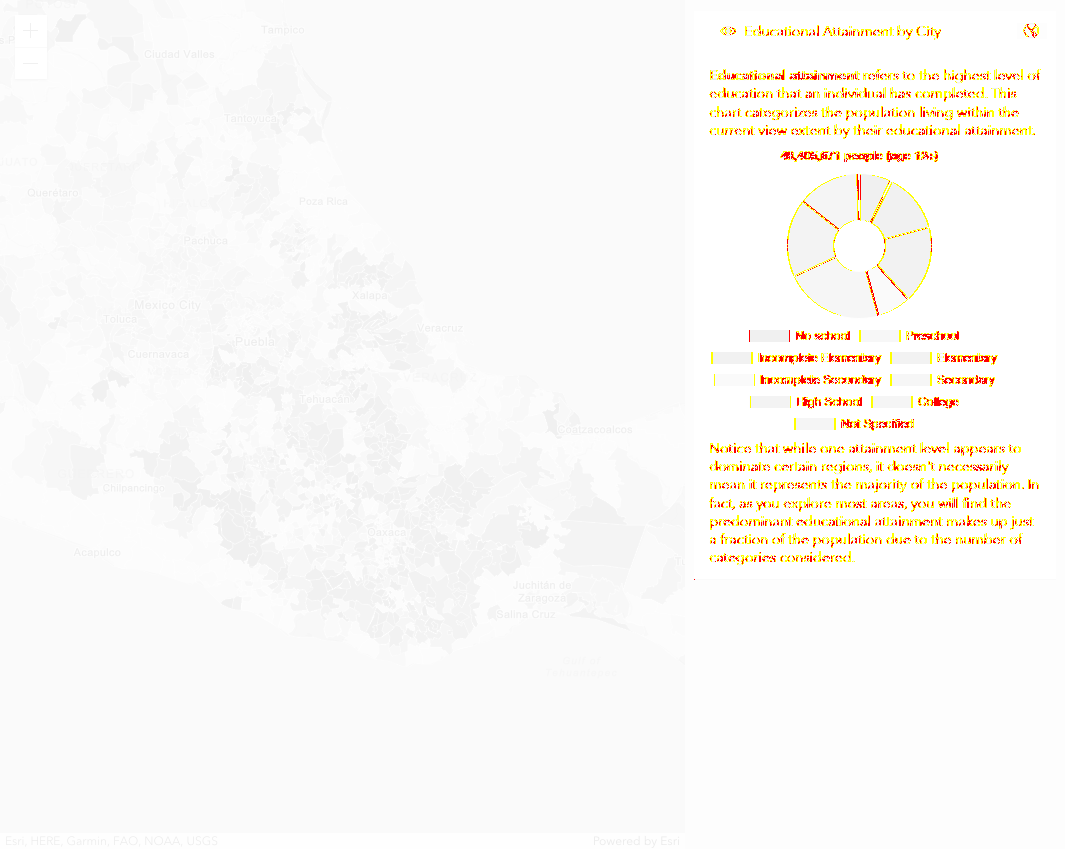 Tampico
Ciudad Valles
Tantoyuca
Querétaro
Poza Rica
Pachuca
Xalapa
Mexico City
Toluca
Veracruz
Puebla
Cuernavaca
Tehuacán
Coatzacoalcos
Chilpancingo
Oaxaca
Acapulco
Juchitán de
Zaragoza
Salina Cruz
Esri, HERE, Garmin, FAO, NOAA, USGS
Powered by Esri
Educational Attainment by City
Educational attainment refers to the highest level of
education that an individual has completed. This
chart categorizes the population living within the
current view extent by their educational attainment.
people (age
No school
Preschool
Incomplete Elementary
Elementary
Incomplete Secondary
Secondary
High School
College
Not Specified
Notice that while one attainment level appears to
dominate certain regions, it doesn't necessarily
mean it represents the majority of the population. In
fact, as you explore most areas, you will find the
predominant educational attainment makes up just
a fraction of the population due to the number of
categories considered.